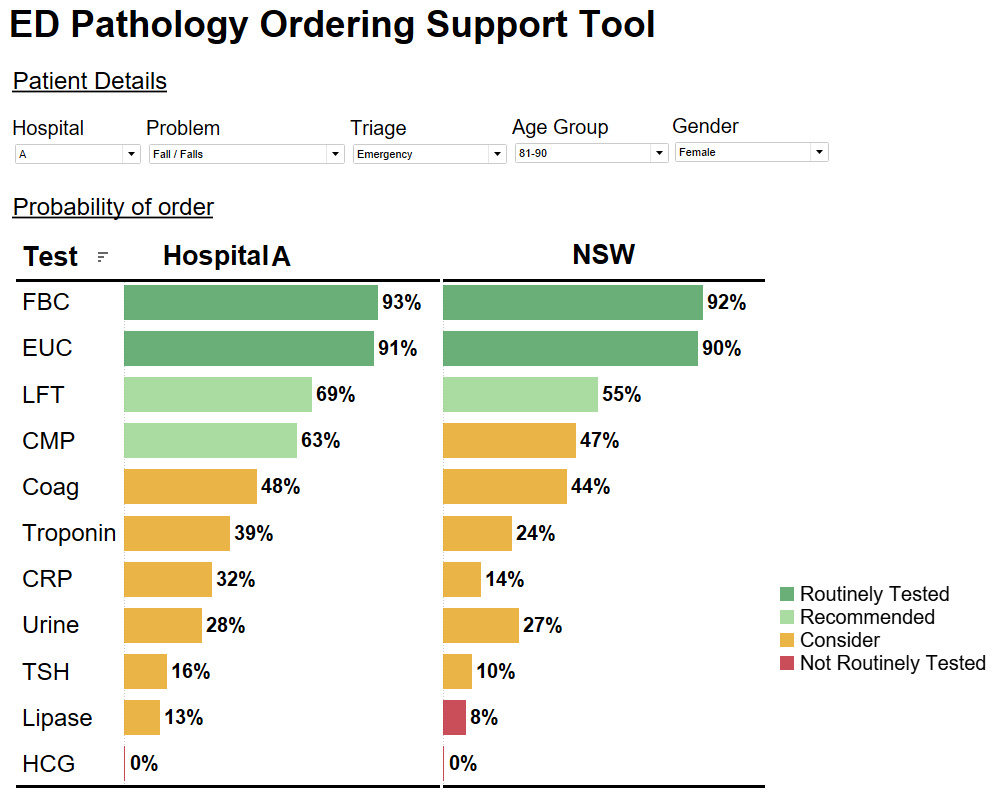 ED Pathology Ordering Support Tool
Patient Details
Hospital Problem Triage Age Group Gender
A Fall / Falls Emergency 81-90 Female
Probability of order
Test Hospital A NSW
FBC 93% 92%
EUC 91% 90%
LFT 69% 55%
CMP 63% 47%
Coag 48% 44%
Troponin 39% 24%
CRP 32% 14%
Urine 28% 27%
TSH 16% 10%
Lipase 13% 8%
HCG 0% 0%
Routinely Tested
Recommended
Consider
Not Routinely Tested